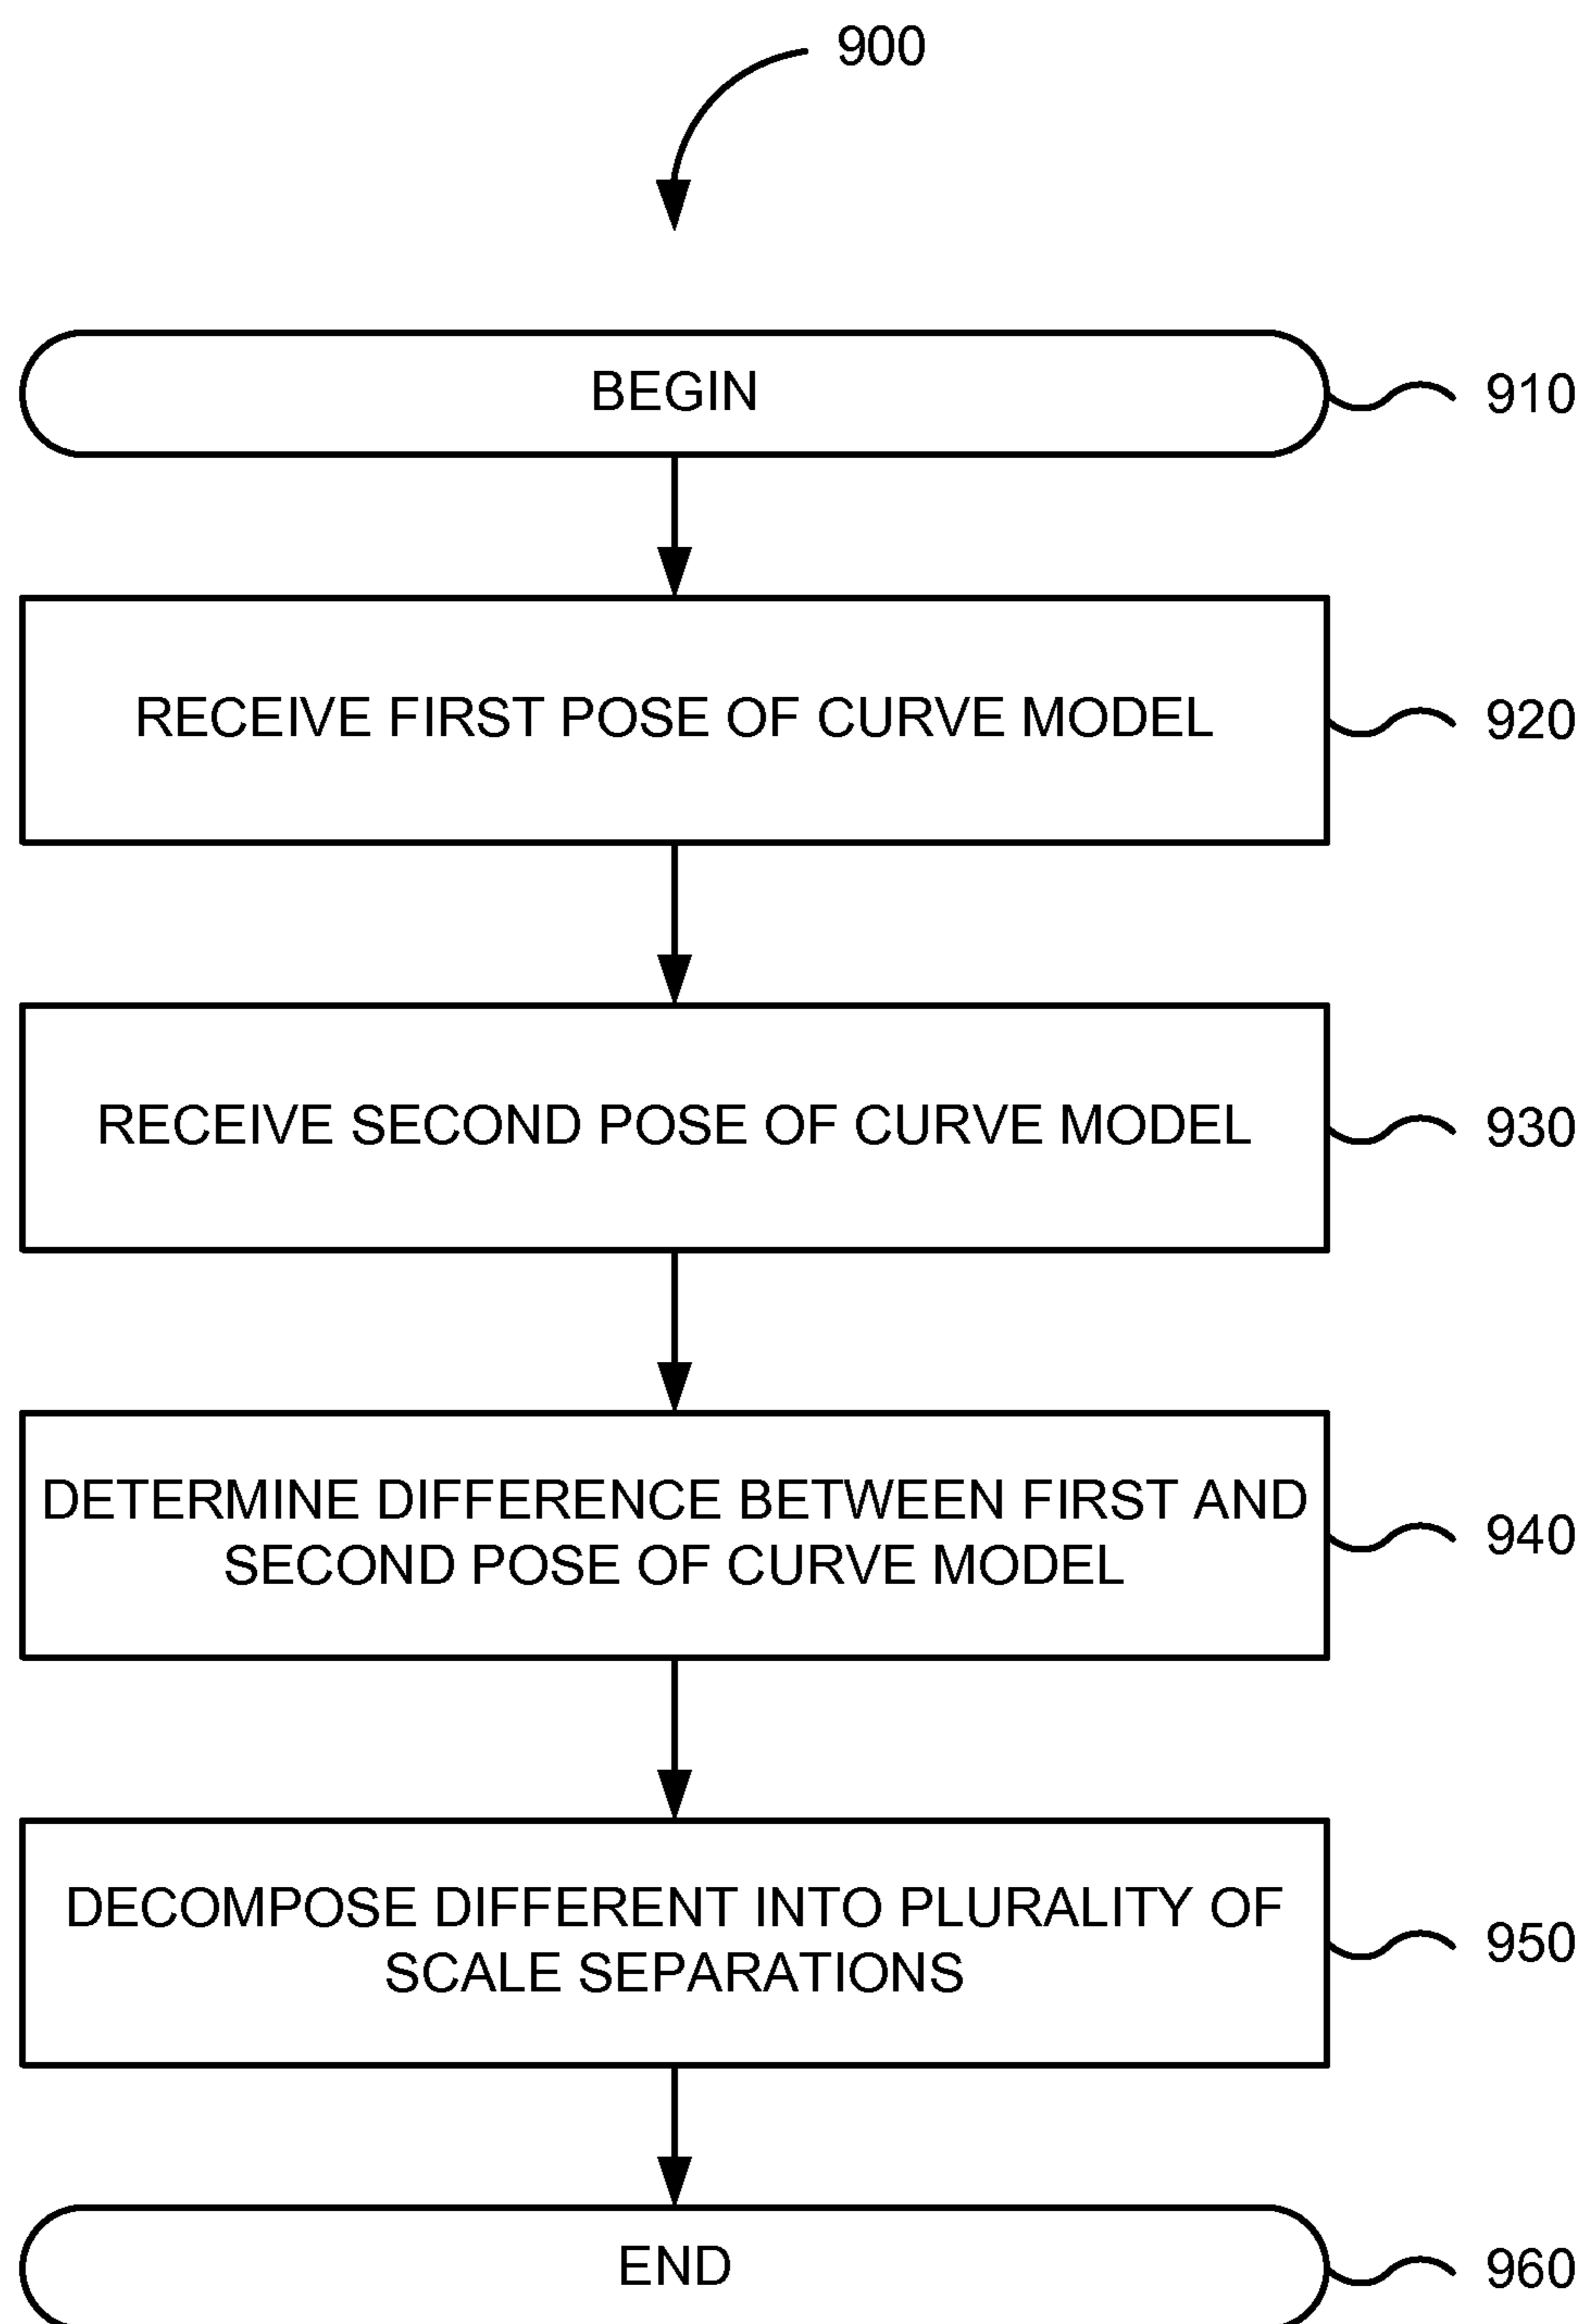 900
BEGIN
910
RECEIVE FIRST POSE OF CURVE MODEL
920
RECEIVE SECOND POSE OF CURVE MODEL
930
DETERMINE DIFFERENCE BETWEEN FIRST AND
SECOND POSE OF CURVE MODEL
940
DECOMPOSE DIFFERENT INTO PLURALITY OF
SCALE SEPARATIONS
950
END
960